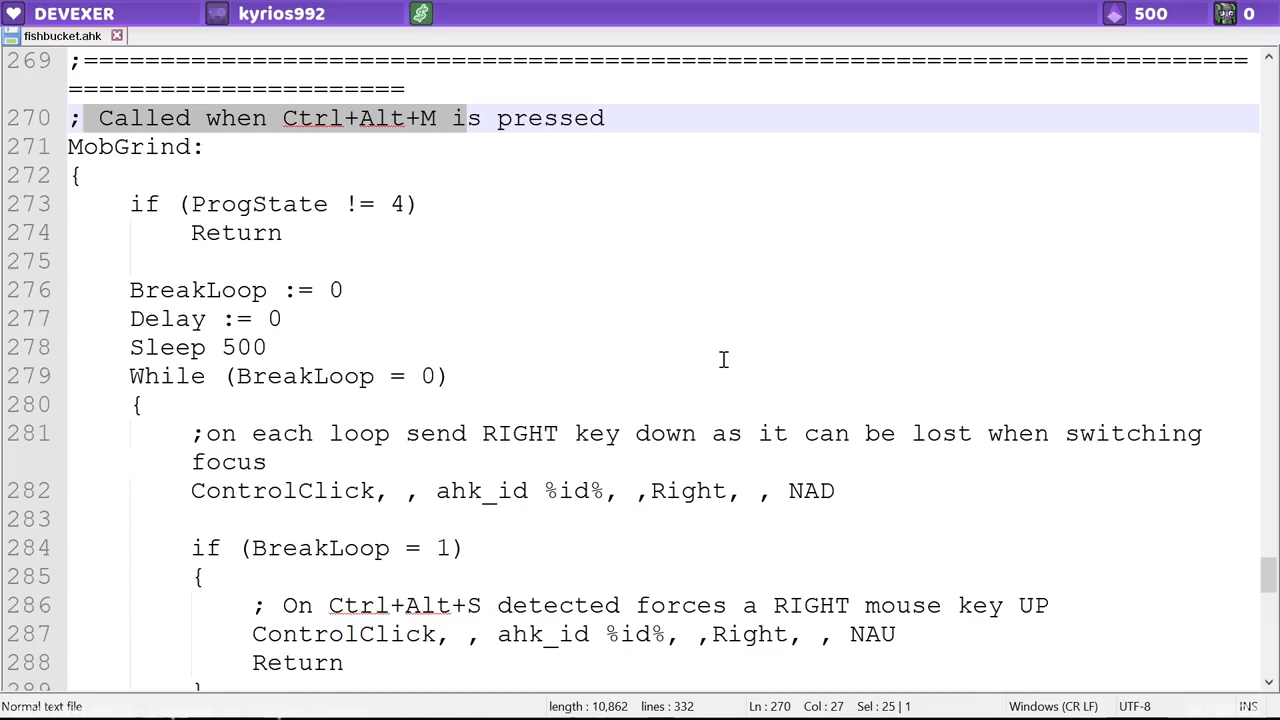 DEVEXER kyrios992 500 0
fishbucket.ahk
269 ;============================================================================
======================
270 ; Called when Ctrl+Alt+M is pressed
271 MobGrind:
272 {
273 if (ProgState != 4)
274 Return
275
276 BreakLoop := 0
277 Delay := 0
278 Sleep 500
279 While (BreakLoop = 0)
280 {
281 ;on each loop send RIGHT key down as it can be lost when switching
focus
282 ControlClick, , ahk_id %id%, ,Right, , NAD
283
284 if (BreakLoop = 1)
285 {
286 ; On Ctrl+Alt+S detected forces a RIGHT mouse key UP
287 ControlClick, , ahk_id %id%, ,Right, , NAU
288 Return
289 }
Normal text file length : 10,862 lines : 332 Ln : 270 Col : 27 Sel : 25 | 1 Windows (CR LF) UTF-8 INS